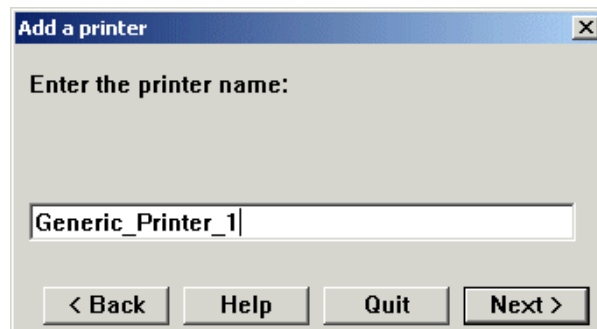 Add a printer
Enter the printer name:
Generic_Printer_1
< Back Help Quit Next >